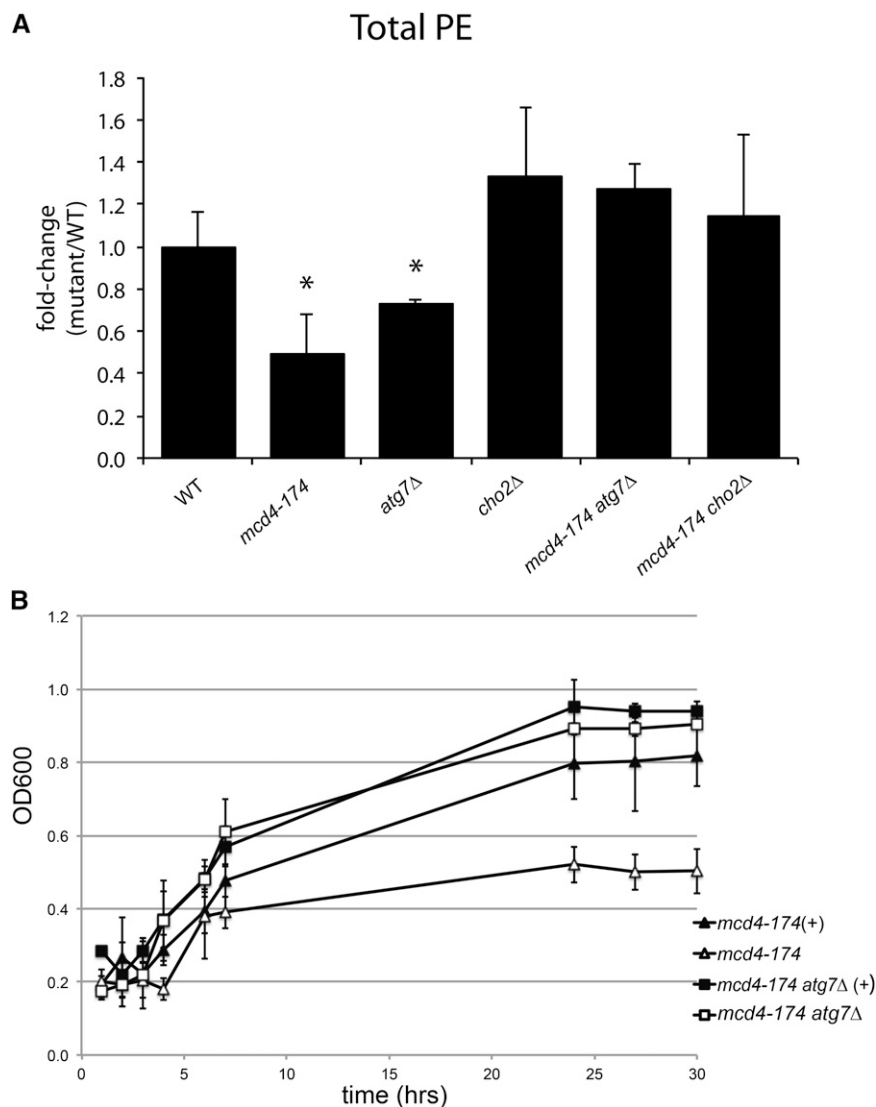 A
Total PE
fold-change
(mutant/WT)
1.8
1.6
1.4
1.2
1.0
0.8
0.6
0.4
0.2
0.0
*
*
WT
mcd4-174
atg7Δ
cho2Δ
mcd4-174 atg7Δ
mcd4-174 cho2Δ
B
OD600
1.2
1.0
0.8
0.6
0.4
0.2
0.0
0
5
10
15
20
25
30
time (hrs)
mcd4-174(+)
mcd4-174
mcd4-174 atg7Δ (+)
mcd4-174 atg7Δ